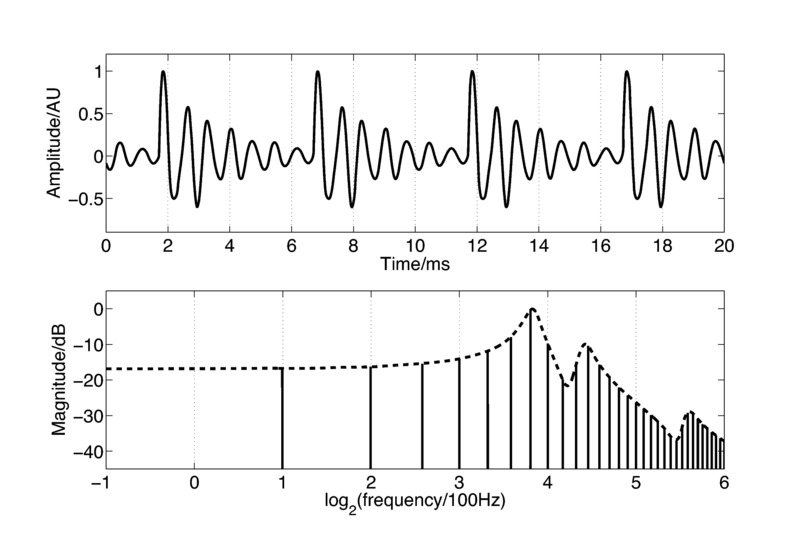 Amplitude/AU
1
0.5
0
−0.5
0 2 4 6 8 10 12 14 16 18 20
Time/ms
Magnitude/dB
0
−10
−20
−30
−40
−1 0 1 2 3 4 5 6
log2(frequency/100Hz)